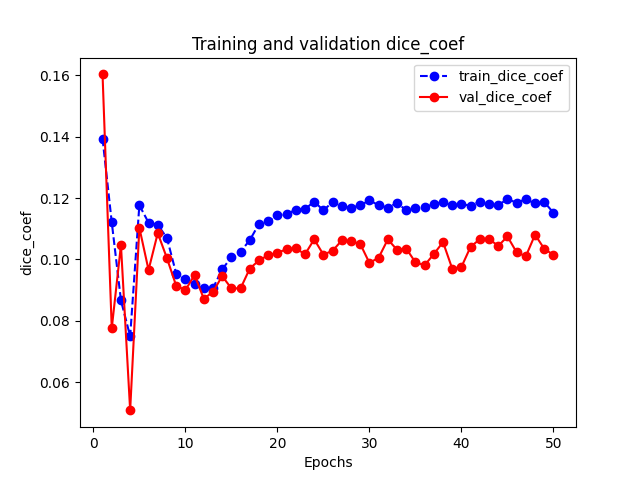 Training and validation dice_coef
train_dice_coef
val_dice_coef
dice_coef
0.16
0.14
0.12
0.10
0.08
0.06
0 10 20 30 40 50
Epochs